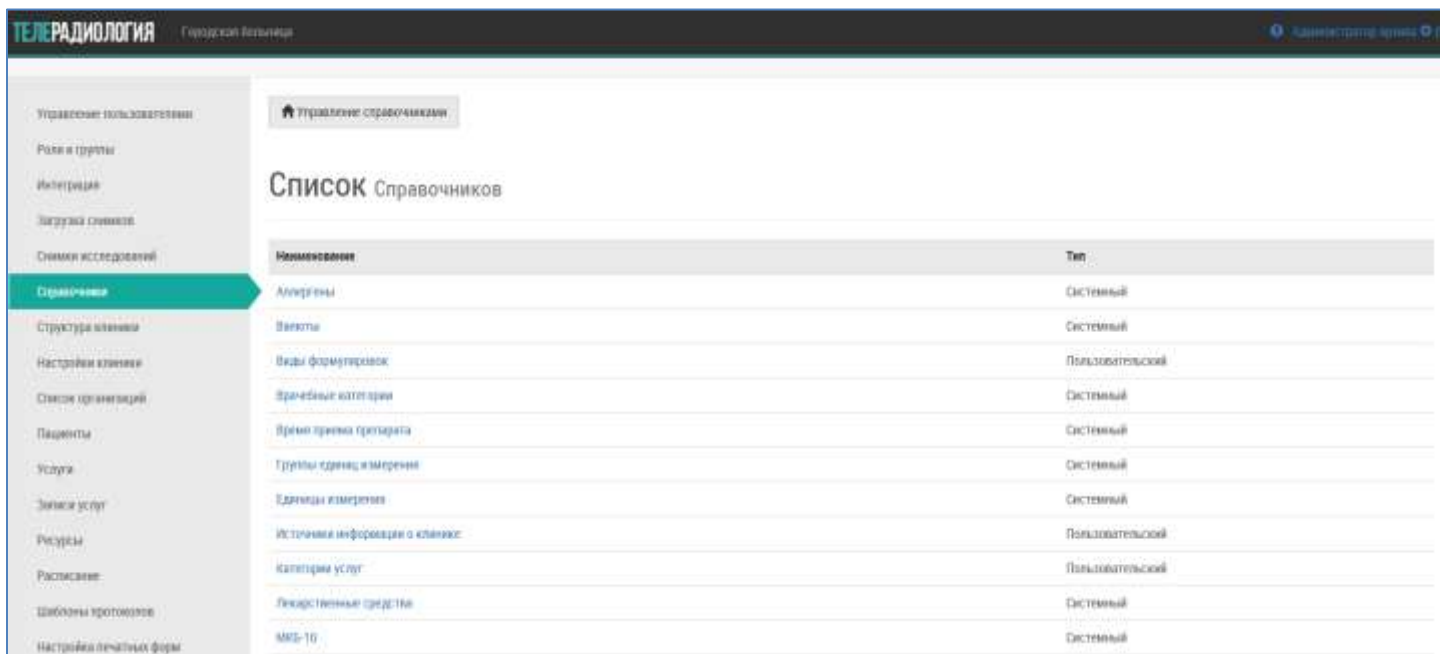 ТЕЛЕРАДИОЛОГИЯ Городская больница Администратор архива
Управление пользователями
Роли и группы
Интеграция
Загрузка снимков
Снимки исследований
Справочники
Структура клиники
Настройки клиники
Список организаций
Пациенты
Услуги
Записи услуг
Ресурсы
Расписание
Шаблоны протоколов
Настройка печатных форм
Управление справочниками
Список Справочников
Наименование Тип
Аллергены Системный
Валюты Системный
Виды формулировок Пользовательский
Врачебные категории Системный
Время приема препарата Системный
Группы единиц измерения Системный
Единицы измерения Системный
Источники информации о клинике Пользовательский
Категории услуг Пользовательский
Лекарственные средства Системный
МКБ-10 Системный